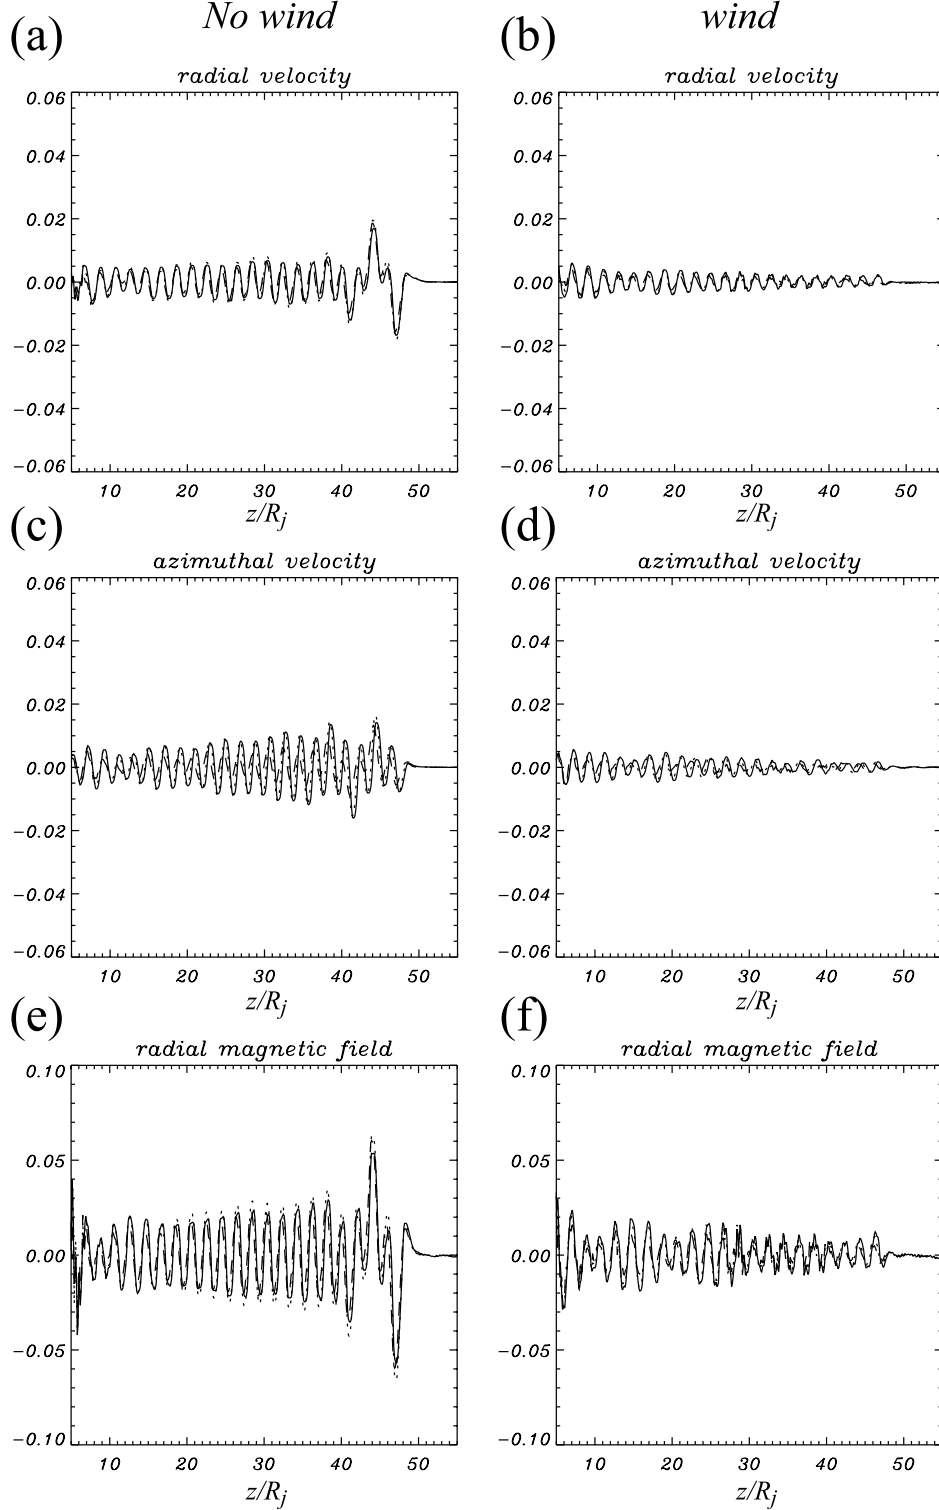 No wind
wind
(a)
(b)
radial velocity
radial velocity
0.06
0.04
0.02
0.00
−0.02
−0.04
−0.06
10 20 30 40 50
z/Rj
0.06
0.04
0.02
0.00
−0.02
−0.04
−0.06
10 20 30 40 50
z/Rj
(c)
(d)
azimuthal velocity
azimuthal velocity
0.06
0.04
0.02
0.00
−0.02
−0.04
−0.06
10 20 30 40 50
z/Rj
0.06
0.04
0.02
0.00
−0.02
−0.04
−0.06
10 20 30 40 50
z/Rj
(e)
(f)
radial magnetic field
radial magnetic field
0.10
0.05
0.00
−0.05
−0.10
10 20 30 40 50
z/Rj
0.10
0.05
0.00
−0.05
−0.10
10 20 30 40 50
z/Rj